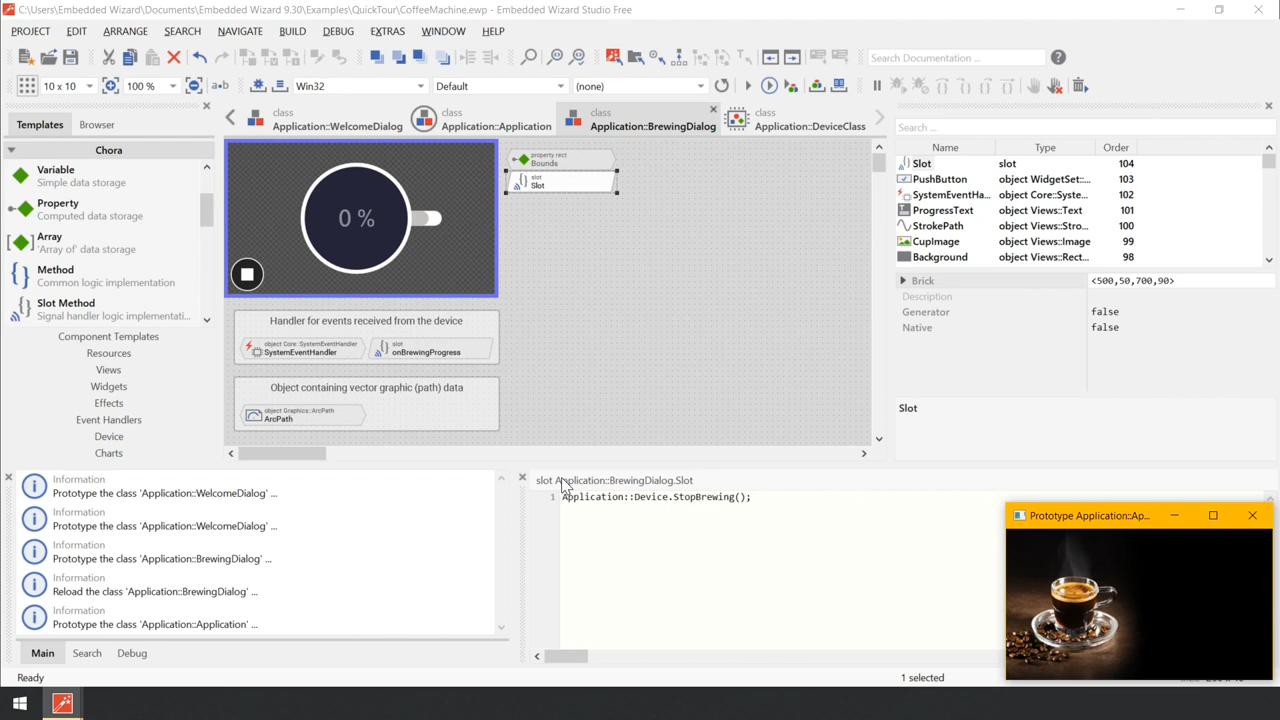 C:\Users\Embedded Wizard\Documents\Embedded Wizard 9.30\Examples\QuickTour\CoffeeMachine.ewp - Embedded Wizard Studio Free
PROJECT EDIT ARRANGE SEARCH NAVIGATE BUILD DEBUG EXTRAS WINDOW HELP
Search Documentation ...
10 x 10 100 % a•b Win32 Default (none)
Templates Browser
class
Application::WelcomeDialog
class
Application::Application
class
Application::BrewingDialog
class
Application::DeviceClass
Chora
Variable
Simple data storage
Property
Computed data storage
Array
'Array of' data storage
Method
Common logic implementation
Slot Method
Signal handler logic implementati...
Component Templates
Resources
Views
Widgets
Effects
Event Handlers
Device
Charts
0 %
property rect
Bounds
slot
Slot
Handler for events received from the device
object Core::SystemEventHandler
SystemEventHandler
slot
onBrewingProgress
Object containing vector graphic (path) data
object Graphics::ArcPath
ArcPath
Search ...
Name Type Order
Slot slot 104
PushButton object WidgetSet:... 103
SystemEventHa... object Core::Syste... 102
ProgressText object Views::Text 101
StrokePath object Views::Stro... 100
CupImage object Views::Image 99
Background object Views::Rect... 98
Brick <500,50,700,90>
Description
Generator false
Native false
Slot
Information
Prototype the class 'Application::WelcomeDialog' ...
Information
Prototype the class 'Application::WelcomeDialog' ...
Information
Prototype the class 'Application::BrewingDialog' ...
Information
Reload the class 'Application::BrewingDialog' ...
Information
Prototype the class 'Application::Application' ...
Main Search Debug
slot Application::BrewingDialog.Slot
1 Application::Device.StopBrewing();
Prototype Application::Ap...
Ready 1 selected